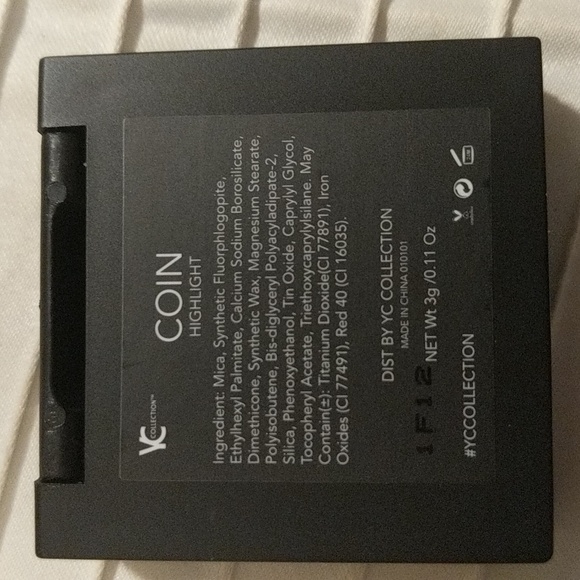 YC
COLLECTION™
COIN
HIGHLIGHT
Ingredient: Mica, Synthetic Fluorphlogopite,
Ethylhexyl Palmitate, Calcium Sodium Borosilicate,
Dimethicone, Synthetic Wax, Magnesium Stearate,
Polyisobutene, Bis-diglyceryl Polyacyladipate-2,
Silica, Phenoxyethanol, Tin Oxide, Caprylyl Glycol,
Tocopheryl Acetate, Triethoxycaprylylsilane. May
Contain(±): Titanium Dioxide(CI 77891), Iron
Oxides (CI 77491), Red 40 (CI 16035).
DIST BY YC COLLECTION
MADE IN CHINA 010101
1F12
NET Wt 3g /0.11 Oz
#YCCOLLECTION